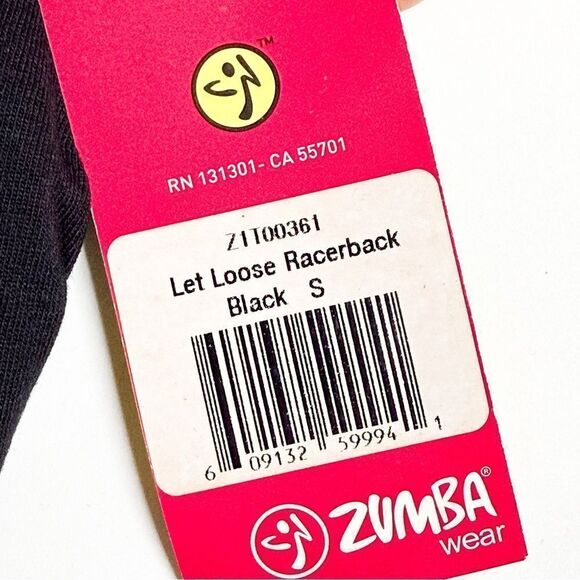 ™
RN 131301- CA 55701
Z1T00361
Let Loose Racerback
Black S
6 09132 59994 1
ZUMBA®
wear